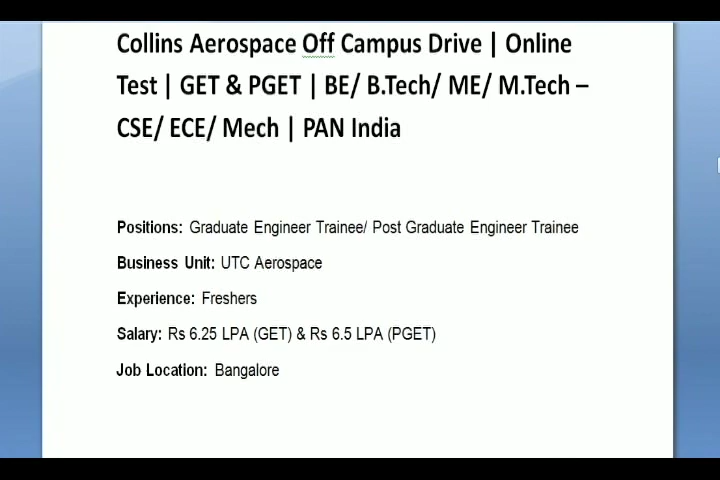 Collins Aerospace Off Campus Drive | Online
Test | GET & PGET | BE/ B.Tech/ ME/ M.Tech –
CSE/ ECE/ Mech | PAN India
Positions: Graduate Engineer Trainee/ Post Graduate Engineer Trainee
Business Unit: UTC Aerospace
Experience: Freshers
Salary: Rs 6.25 LPA (GET) & Rs 6.5 LPA (PGET)
Job Location: Bangalore